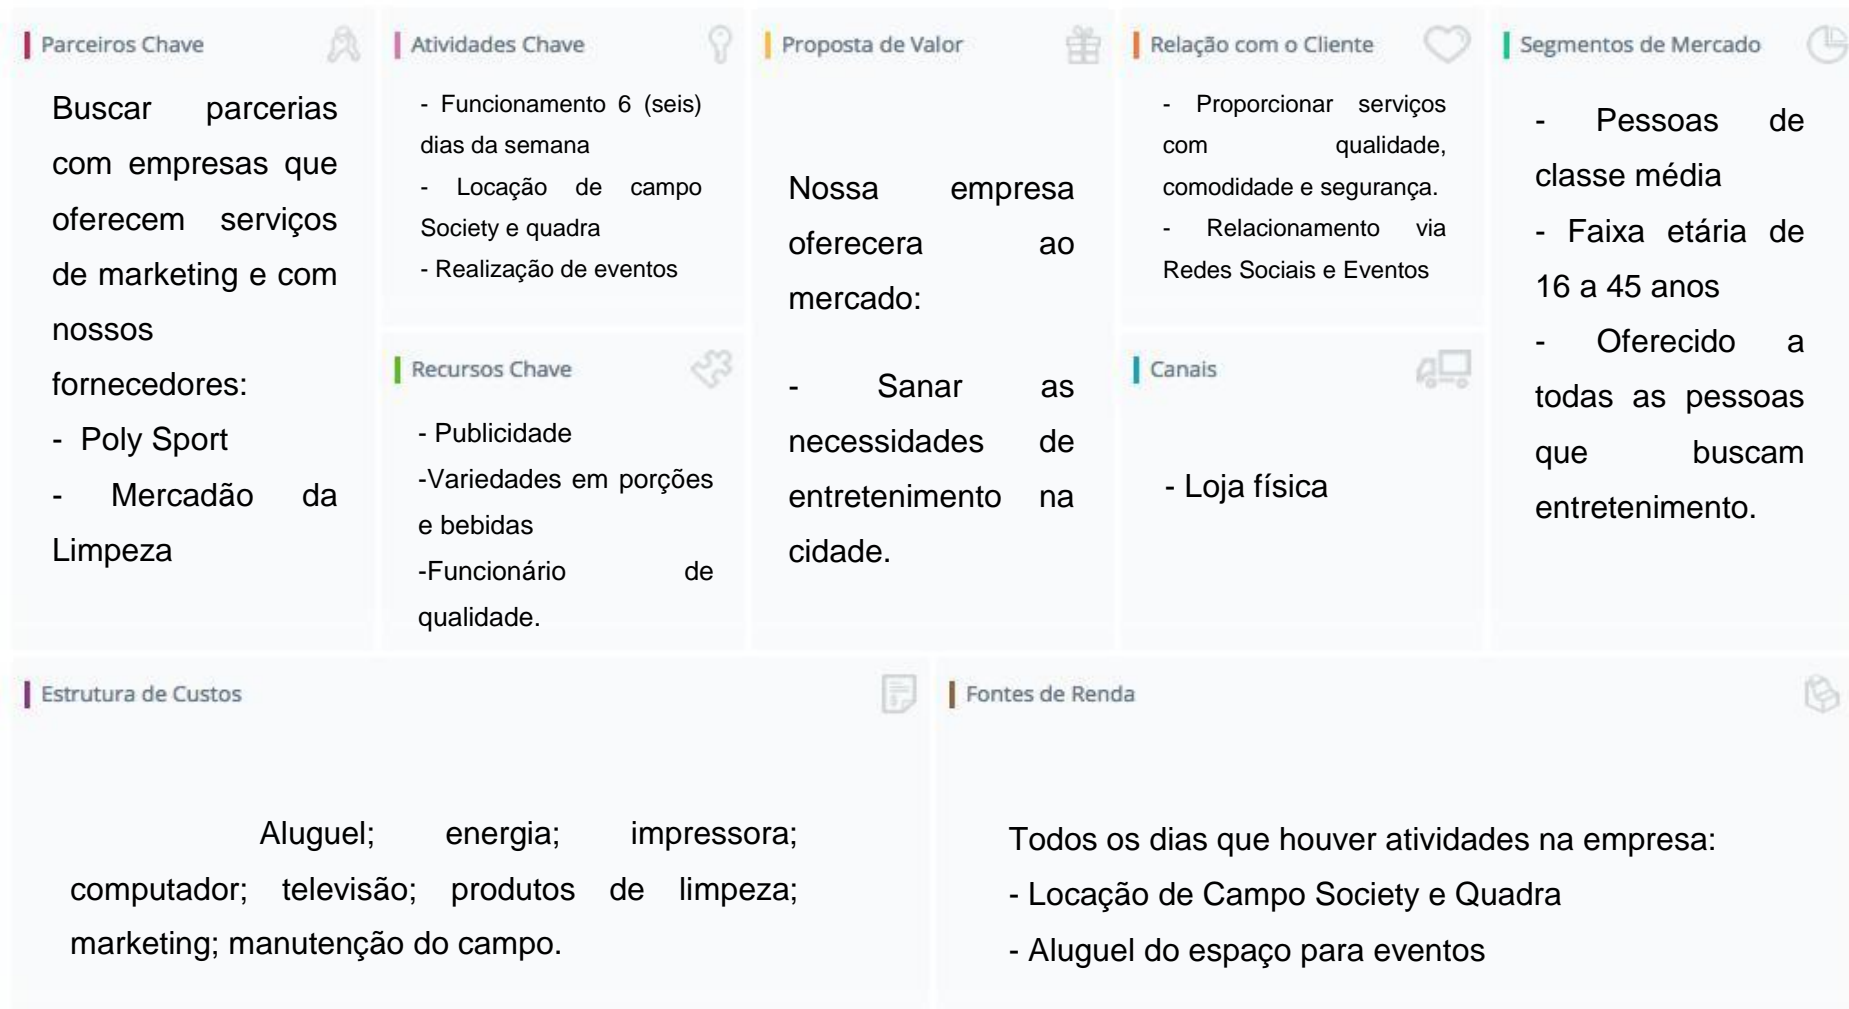 Parceiros Chave
Buscar parcerias
com empresas que
oferecem serviços
de marketing e com
nossos
fornecedores:
- Poly Sport
- Mercadão da
Limpeza
Atividades Chave
- Funcionamento 6 (seis)
dias da semana
- Locação de campo
Society e quadra
- Realização de eventos
Recursos Chave
- Publicidade
-Variedades em porções
e bebidas
-Funcionário de
qualidade.
Proposta de Valor
Nossa empresa
oferecera ao
mercado:
- Sanar as
necessidades de
entretenimento na
cidade.
Relação com o Cliente
- Proporcionar serviços
com qualidade,
comodidade e segurança.
- Relacionamento via
Redes Sociais e Eventos
Canais
- Loja física
Segmentos de Mercado
- Pessoas de
classe média
- Faixa etária de
16 a 45 anos
- Oferecido a
todas as pessoas
que buscam
entretenimento.
Estrutura de Custos
Aluguel; energia; impressora;
computador; televisão; produtos de limpeza;
marketing; manutenção do campo.
Fontes de Renda
Todos os dias que houver atividades na empresa:
- Locação de Campo Society e Quadra
- Aluguel do espaço para eventos